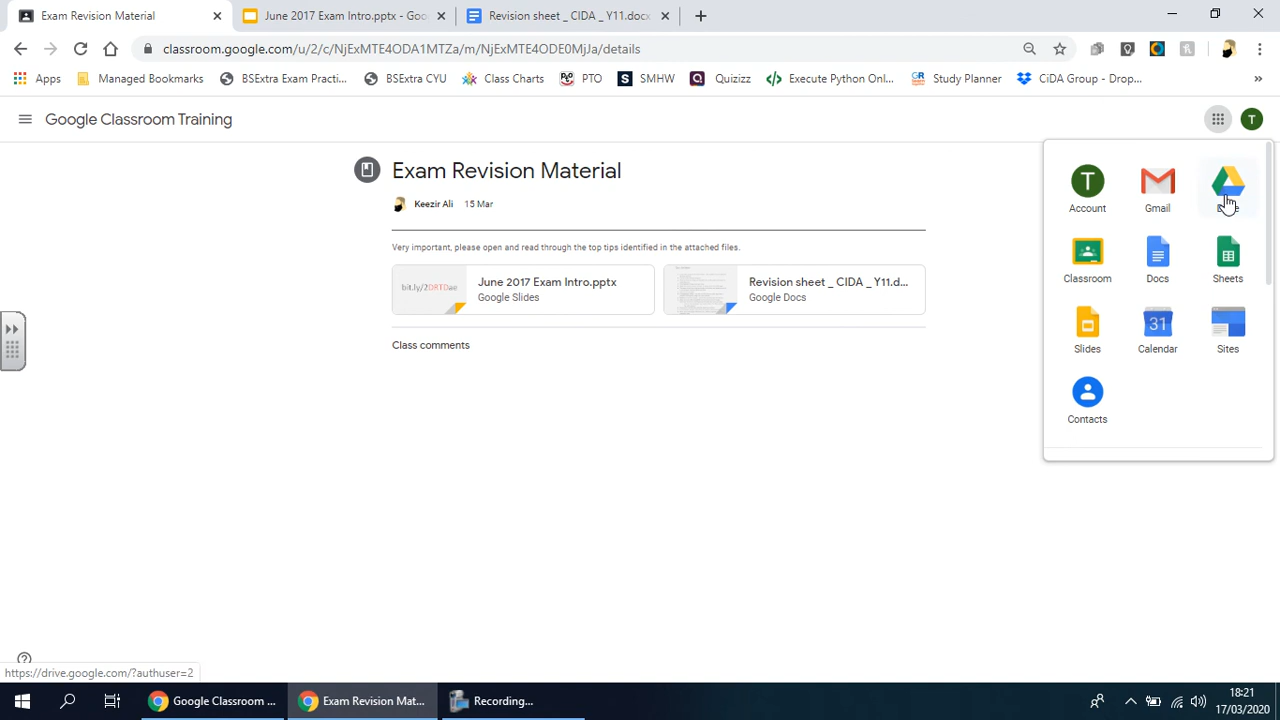 Exam Revision Material
June 2017 Exam Intro.pptx - Goo
Revision sheet _ CIDA _ Y11.docx
classroom.google.com/u/2/c/NjExMTE4ODA1MTZa/m/NjExMTE4ODE0MjJa/details
Apps
Managed Bookmarks
BSExtra Exam Practi...
BSExtra CYU
Class Charts
PTO
SMHW
Quizizz
Execute Python Onl...
Study Planner
CiDA Group - Drop...
»
Google Classroom Training
T
Exam Revision Material
Keezir Ali 15 Mar
Very important, please open and read through the top tips identified in the attached files.
bit.ly/2DRTDae
June 2017 Exam Intro.pptx
Google Slides
Revision sheet _ CIDA _ Y11.d...
Google Docs
Class comments
T
Account
Gmail
Classroom
Docs
Sheets
Slides
31
Calendar
Sites
Contacts
https://drive.google.com/?authuser=2
Google Classroom ...
Exam Revision Mat...
Recording...
18:21
17/03/2020